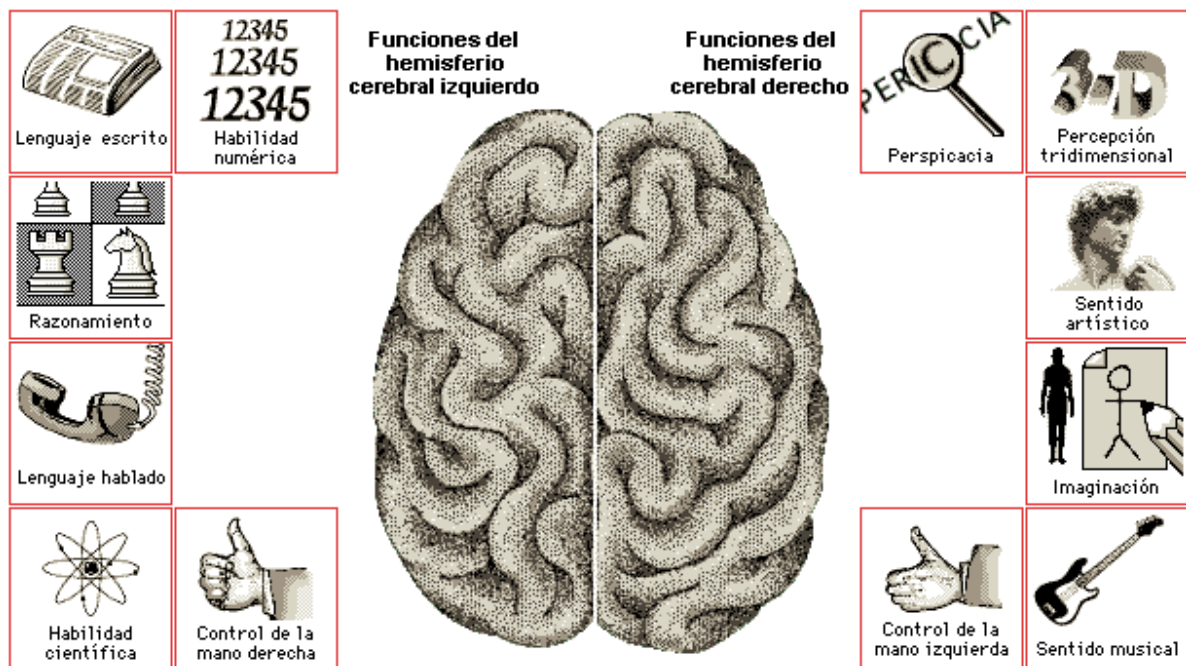 12345
12345
12345
Lenguaje escrito
Habilidad
numérica
Funciones del
hemisferio
cerebral izquierdo
Funciones del
hemisferio
cerebral derecho
PERICCIA
Perspicacia
3-D
Percepción
tridimensional
Razonamiento
Sentido
artístico
Lenguaje hablado
Imaginación
Habilidad
científica
Control de la
mano derecha
Control de la
mano izquierda
Sentido musical